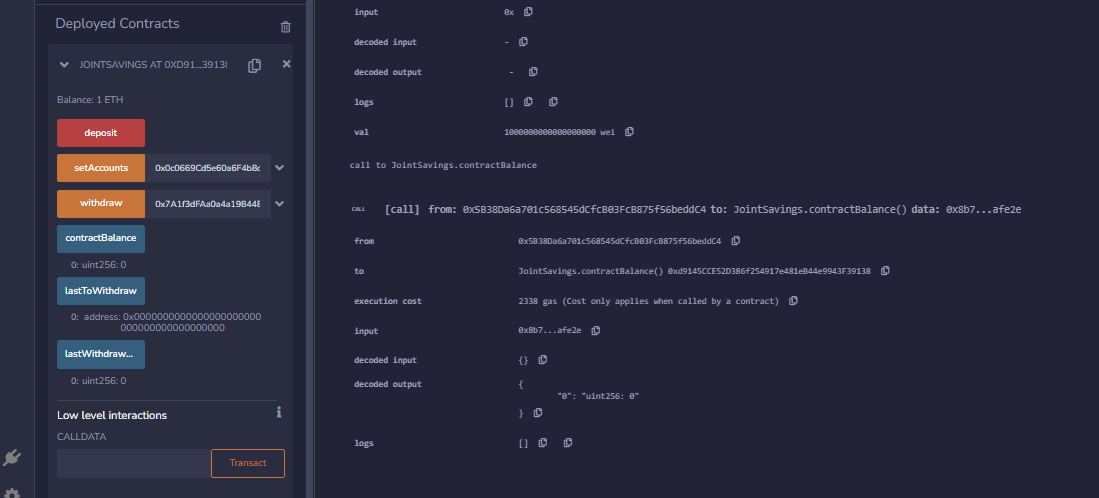 Deployed Contracts
JOINTSAVINGS AT 0XD91...3913
Balance: 1 ETH
deposit
setAccounts 0x0c0669Cd5e60a6F4b8
withdraw 0x7A1f3dFAa0a4a19844E
contractBalance
0: uint256: 0
lastToWithdraw
0: address: 0x0000000000000000000000
000000000000000000
lastWithdraw...
0: uint256: 0
Low level interactions
CALLDATA
Transact
input 0x
decoded input -
decoded output -
logs []
val 1000000000000000000 wei
call to JointSavings.contractBalance
CALL [call] from: 0x5B38Da6a701c568545dCfcB03FcB875f56beddC4 to: JointSavings.contractBalance() data: 0x8b7...afe2e
from 0x5B38Da6a701c568545dCfcB03FcB875f56beddC4
to JointSavings.contractBalance() 0xd9145CCE52D386f254917e481eB44e9943F39138
execution cost 2338 gas (Cost only applies when called by a contract)
input 0x8b7...afe2e
decoded input {}
decoded output {
"0": "uint256: 0"
}
logs []